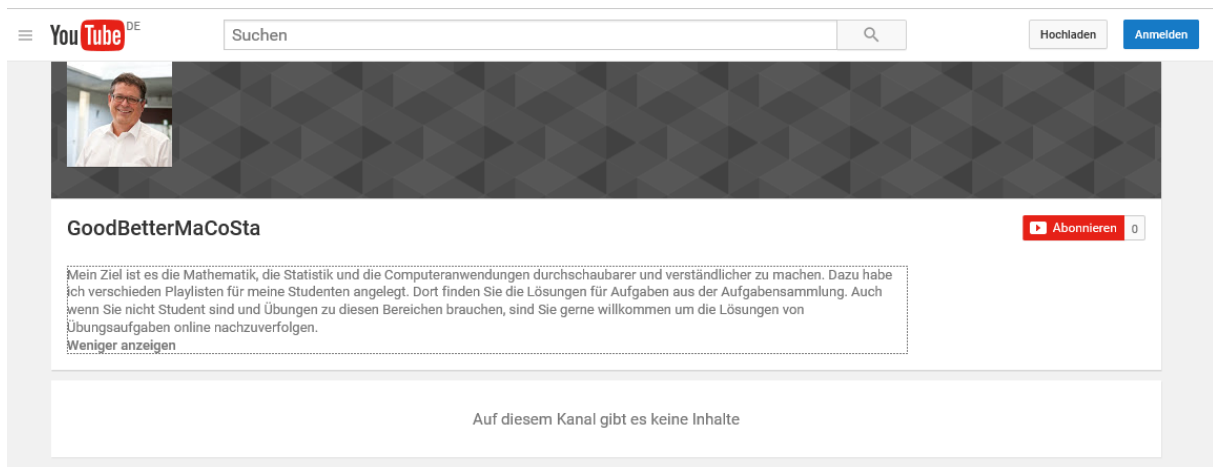 YouTube DE
Suchen
Hochladen
Anmelden
GoodBetterMaCoSta
Abonnieren 0
Mein Ziel ist es die Mathematik, die Statistik und die Computeranwendungen durchschaubarer und verständlicher zu machen. Dazu habe
ich verschieden Playlisten für meine Studenten angelegt. Dort finden Sie die Lösungen für Aufgaben aus der Aufgabensammlung. Auch
wenn Sie nicht Student sind und Übungen zu diesen Bereichen brauchen, sind Sie gerne willkommen um die Lösungen von
Übungsaufgaben online nachzuverfolgen.
Weniger anzeigen
Auf diesem Kanal gibt es keine Inhalte